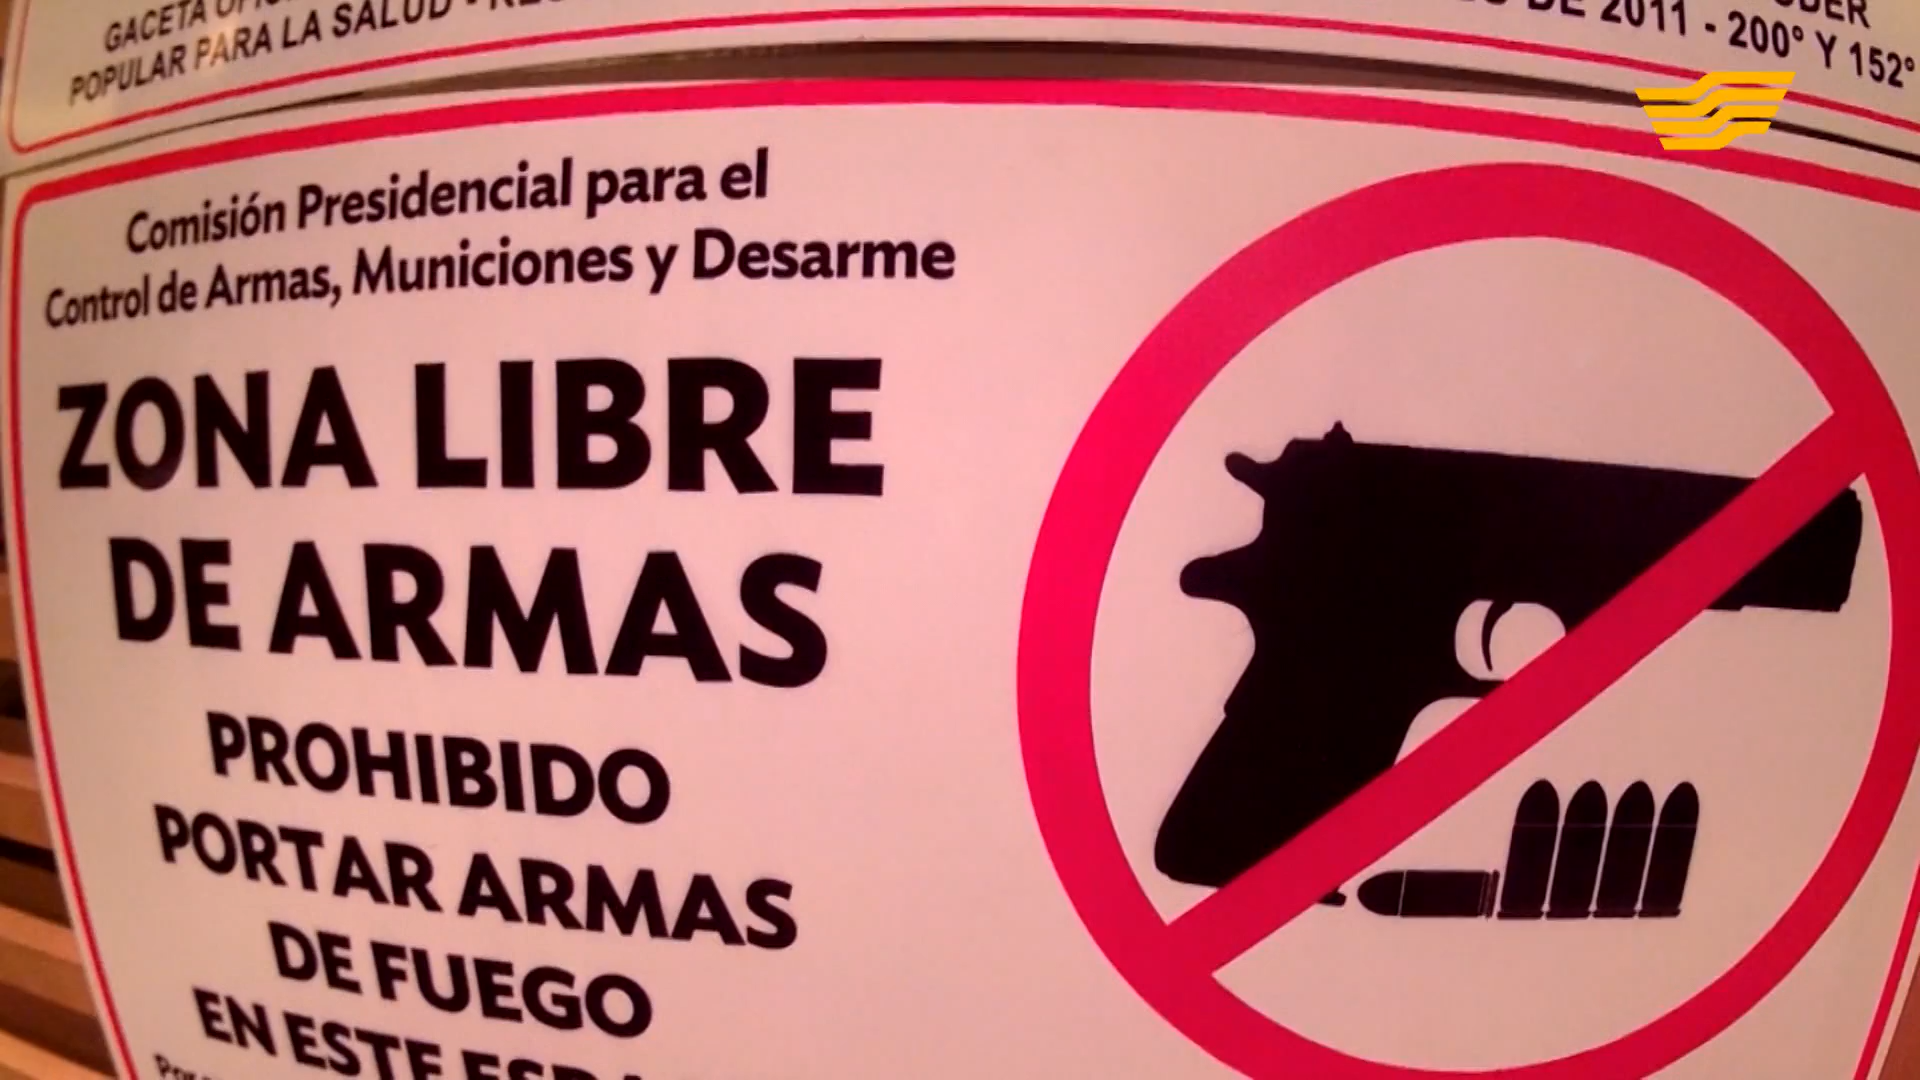 GACETA
POPULAR PARA LA SALUD
DE 2011 - 200° Y 152°
Comisión Presidencial para el
Control de Armas, Municiones y Desarme
ZONA LIBRE
DE ARMAS
PROHIBIDO
PORTAR ARMAS
DE FUEGO
EN ESTE